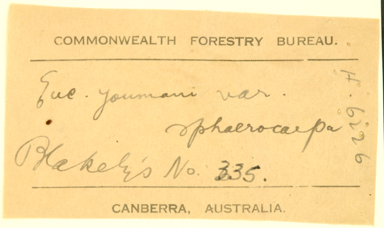 COMMONWEALTH FORESTRY BUREAU.
Euc. youmani var.
sphaerocarpa
Blakely's No. 335.
CANBERRA, AUSTRALIA.